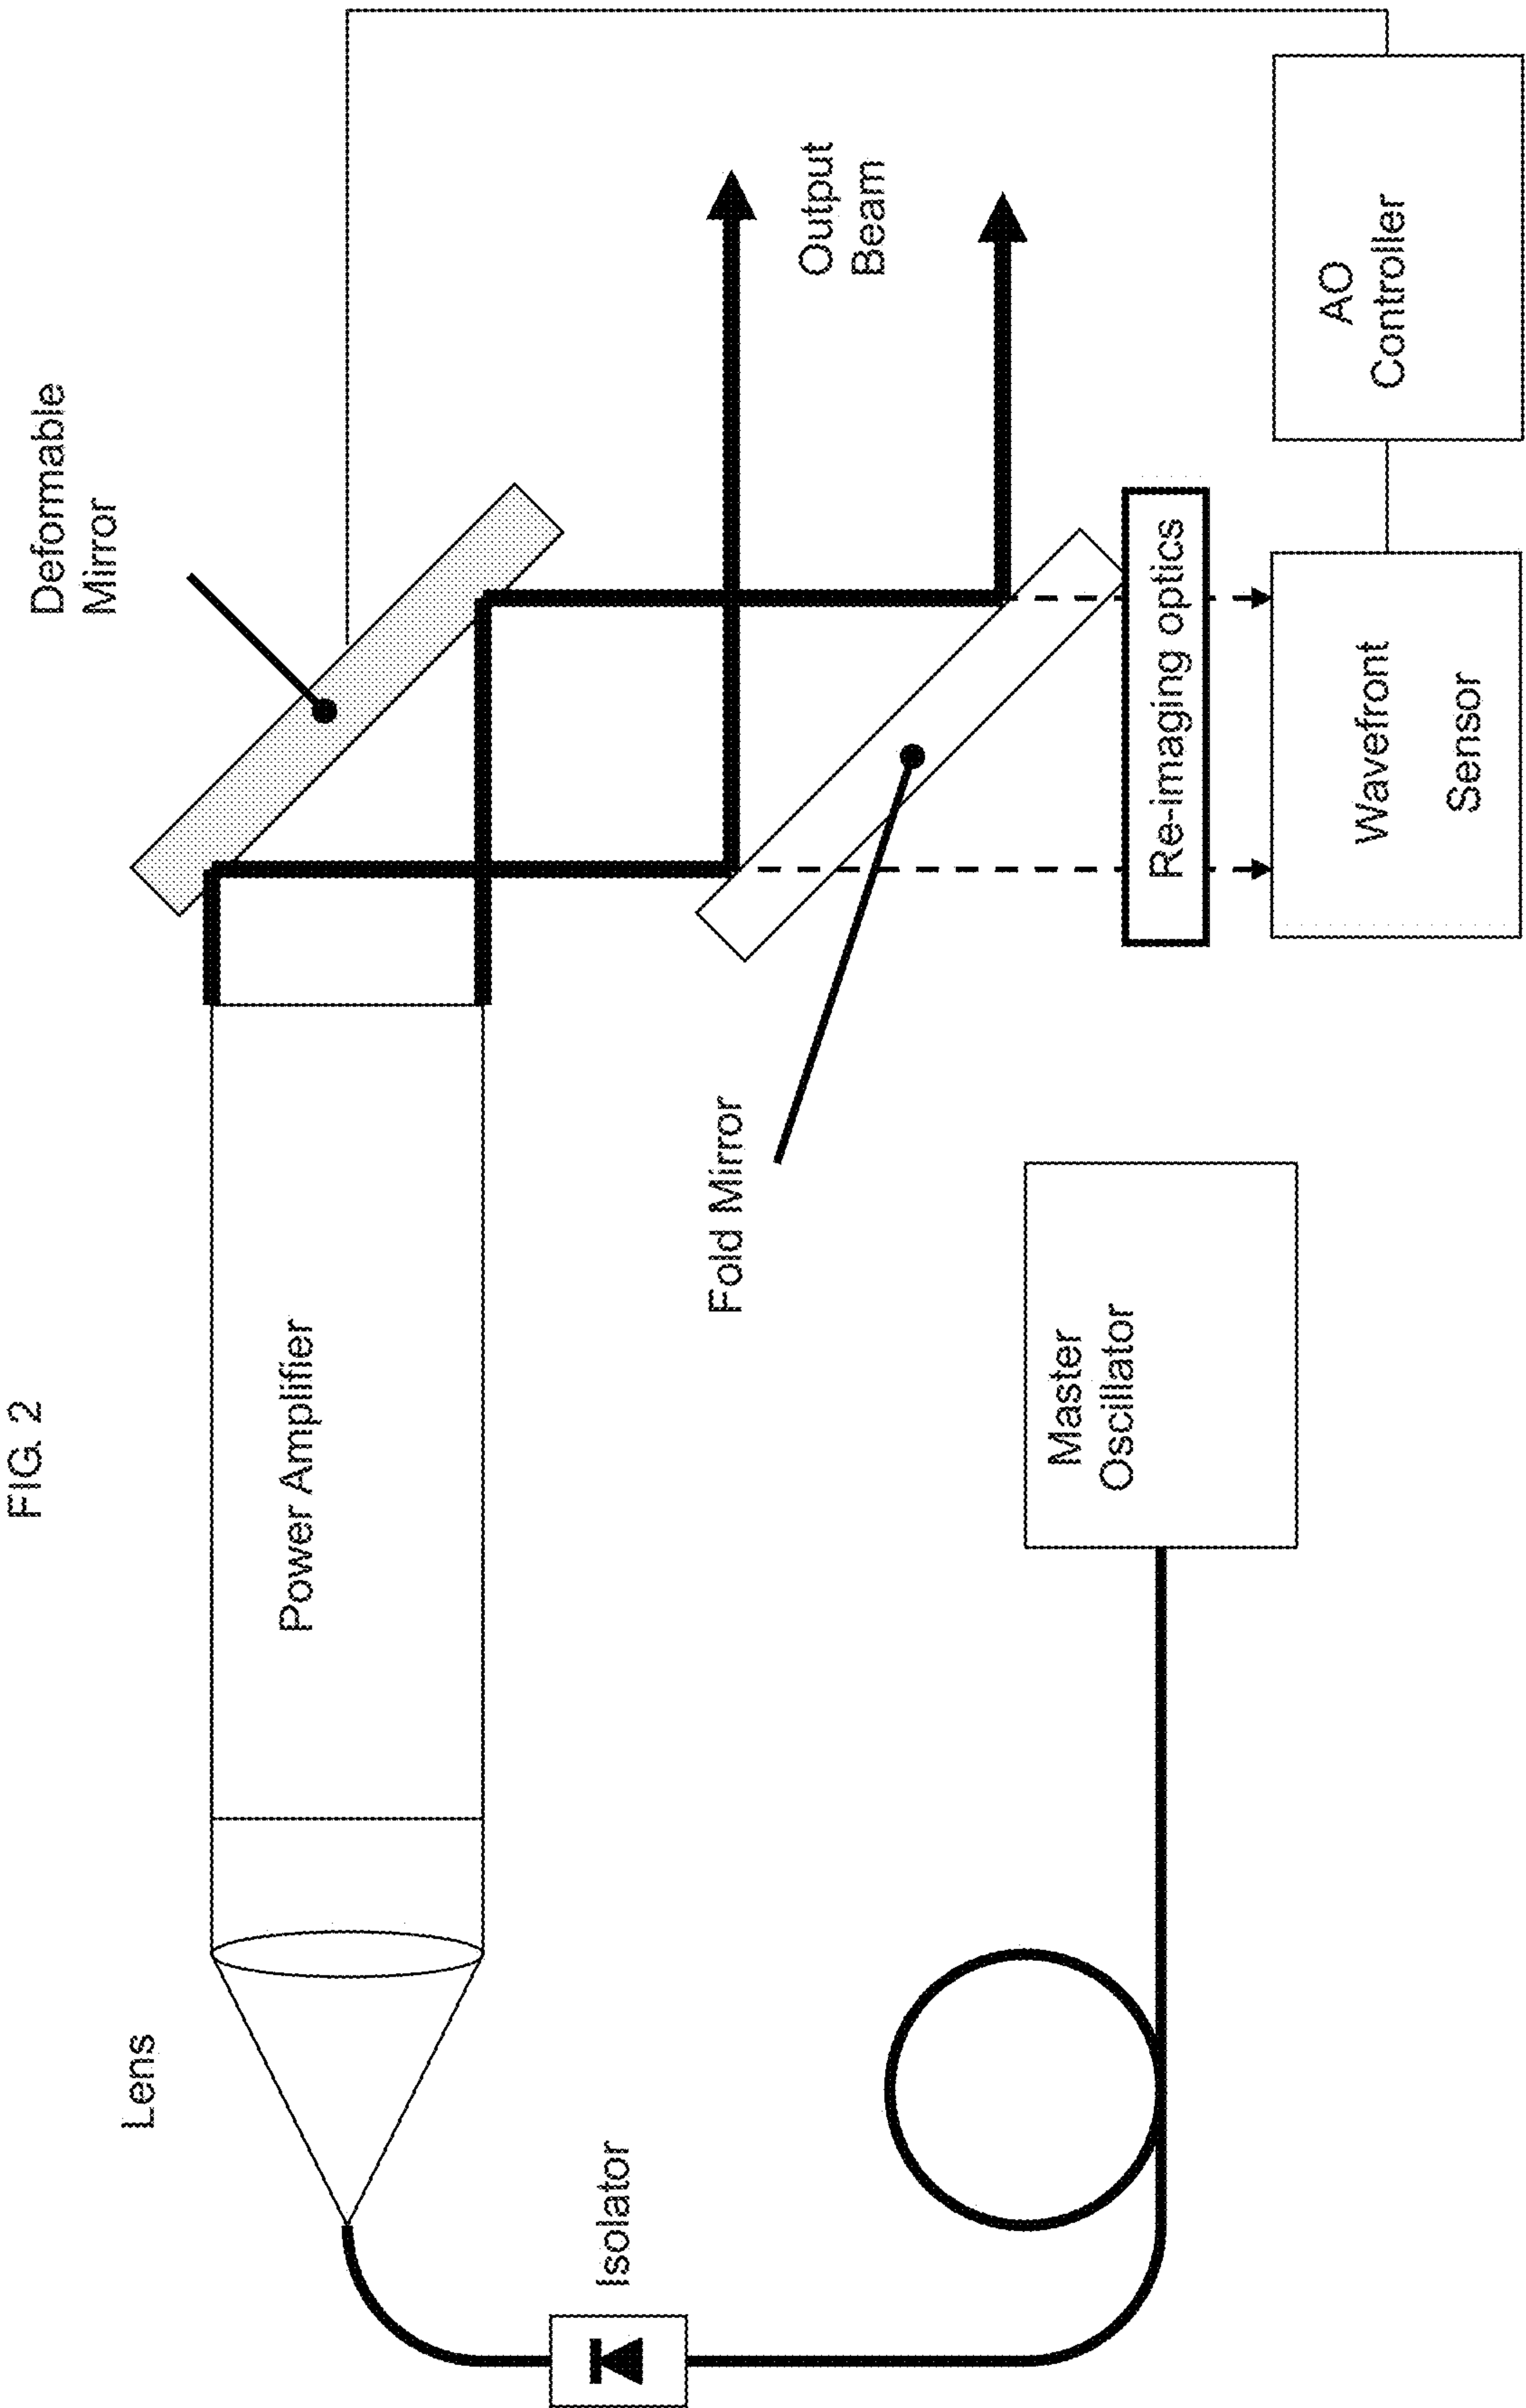 FIG. 2
Lens
Power Amplifier
Deformable
Mirror
Isolator
Fold Mirror
Output
Beam
Master
Oscillator
Re-imaging optics
Wavefront
Sensor
AO
Controller